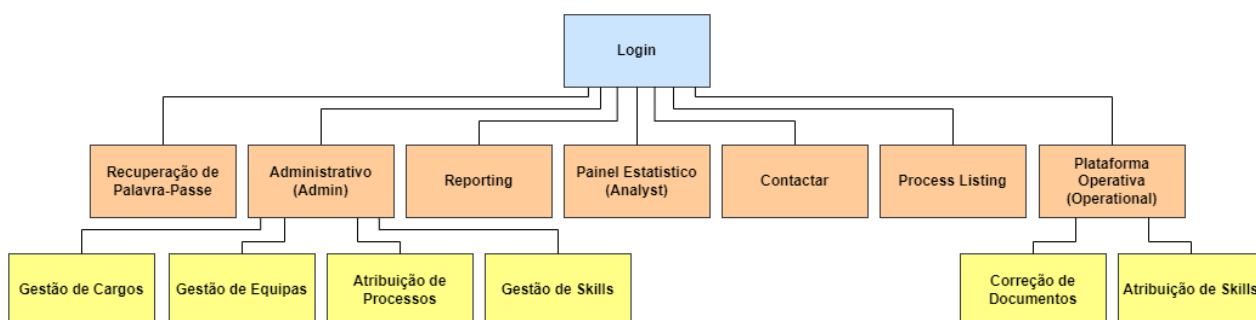 Login
Recuperação de
Palavra-Passe
Administrativo
(Admin)
Reporting
Painel Estatistico
(Analyst)
Contactar
Process Listing
Plataforma
Operativa
(Operational)
Gestão de Cargos
Gestão de Equipas
Atribuição de
Processos
Gestão de Skills
Correção de
Documentos
Atribuição de Skills